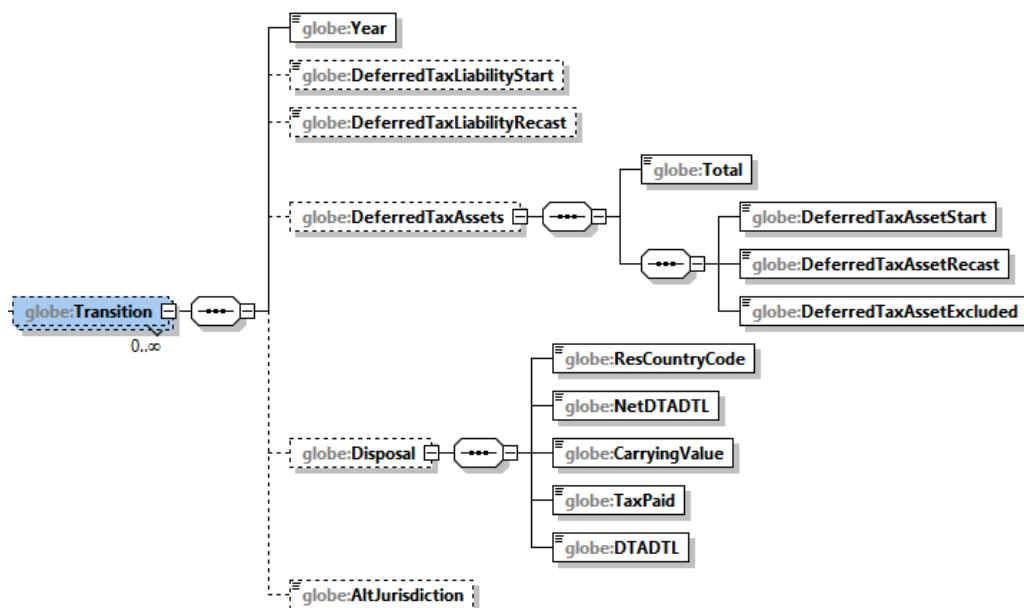 globe:Year
globe:DeferredTaxLiabilityStart
globe:DeferredTaxLiabilityRecast
globe:Total
globe:DeferredTaxAssets
globe:DeferredTaxAssetStart
globe:DeferredTaxAssetRecast
globe:DeferredTaxAssetExcluded
globe:Transition
0..∞
globe:ResCountryCode
globe:NetDTADTL
globe:Disposal
globe:CarryingValue
globe:TaxPaid
globe:DTADTL
globe:AltJurisdiction